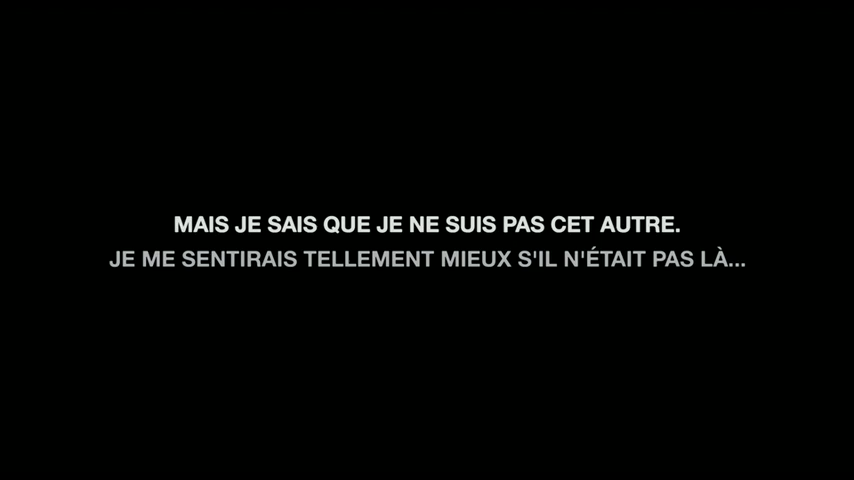 MAIS JE SAIS QUE JE NE SUIS PAS CET AUTRE.
JE ME SENTIRAIS TELLEMENT MIEUX S'IL N'ÉTAIT PAS LÀ...